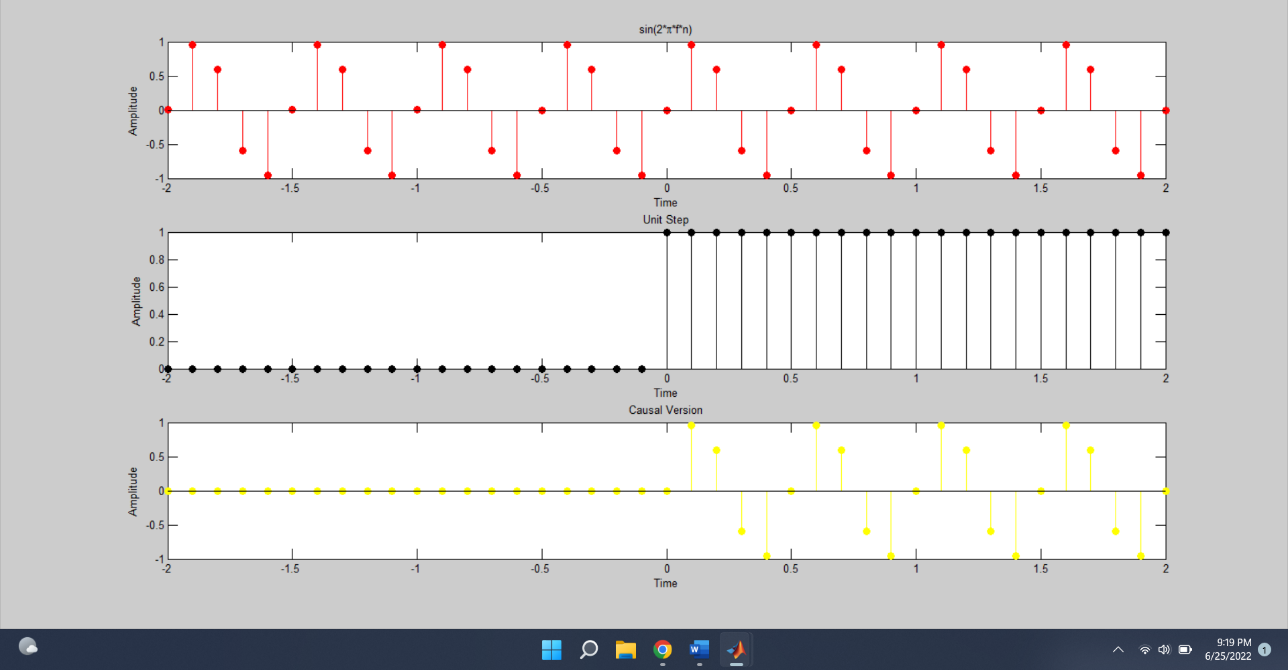 sin(2*π*f*n)
1
0.5
0
-0.5
-1
Amplitude
-2 -1.5 -1 -0.5 0 0.5 1 1.5 2
Time
Unit Step
1
0.8
0.6
0.4
0.2
0
Amplitude
-2 -1.5 -1 -0.5 0 0.5 1 1.5 2
Time
Causal Version
1
0.5
0
-0.5
-1
Amplitude
-2 -1.5 -1 -0.5 0 0.5 1 1.5 2
Time
W
9:19 PM
6/25/2022
1